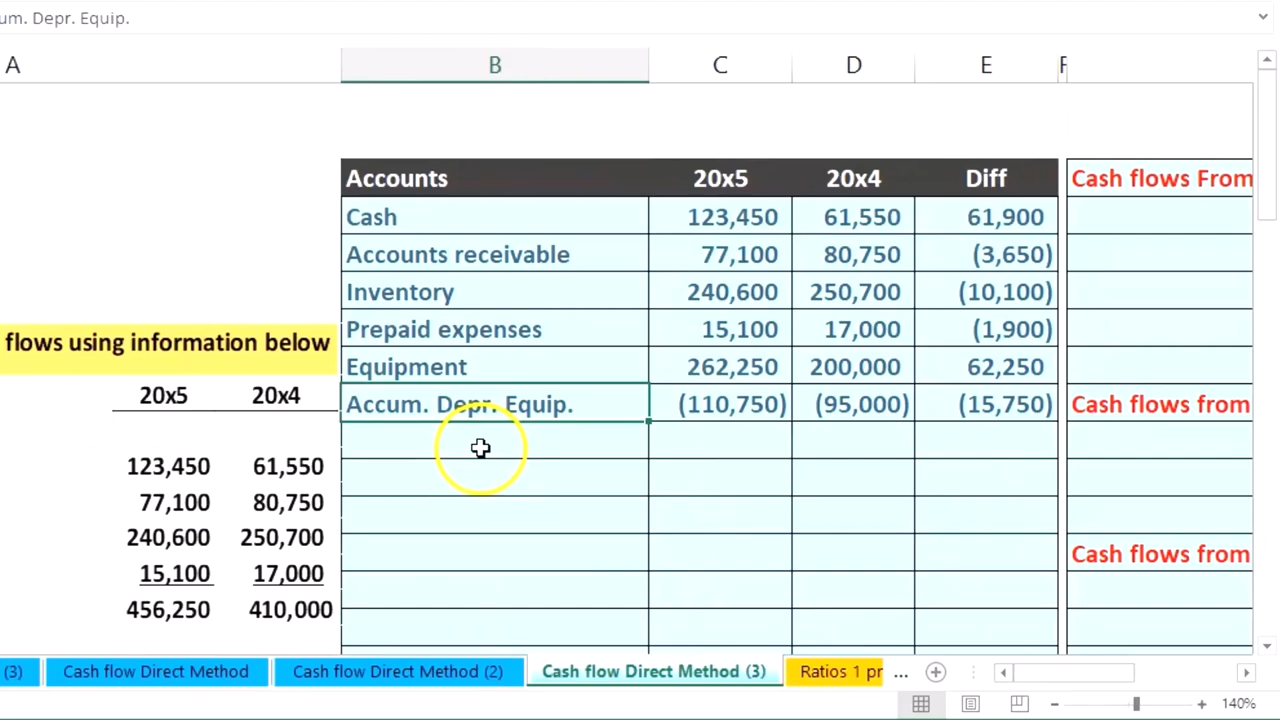 um. Depr. Equip.
A B C D E F
Accounts 20x5 20x4 Diff Cash flows From
Cash 123,450 61,550 61,900
Accounts receivable 77,100 80,750 (3,650)
Inventory 240,600 250,700 (10,100)
flows using information below Prepaid expenses 15,100 17,000 (1,900)
Equipment 262,250 200,000 62,250
20x5 20x4 Accum. Depr. Equip. (110,750) (95,000) (15,750) Cash flows from
123,450 61,550
77,100 80,750
240,600 250,700
Cash flows from
15,100 17,000
456,250 410,000
(3) Cash flow Direct Method Cash flow Direct Method (2) Cash flow Direct Method (3) Ratios 1 pr ...
140%